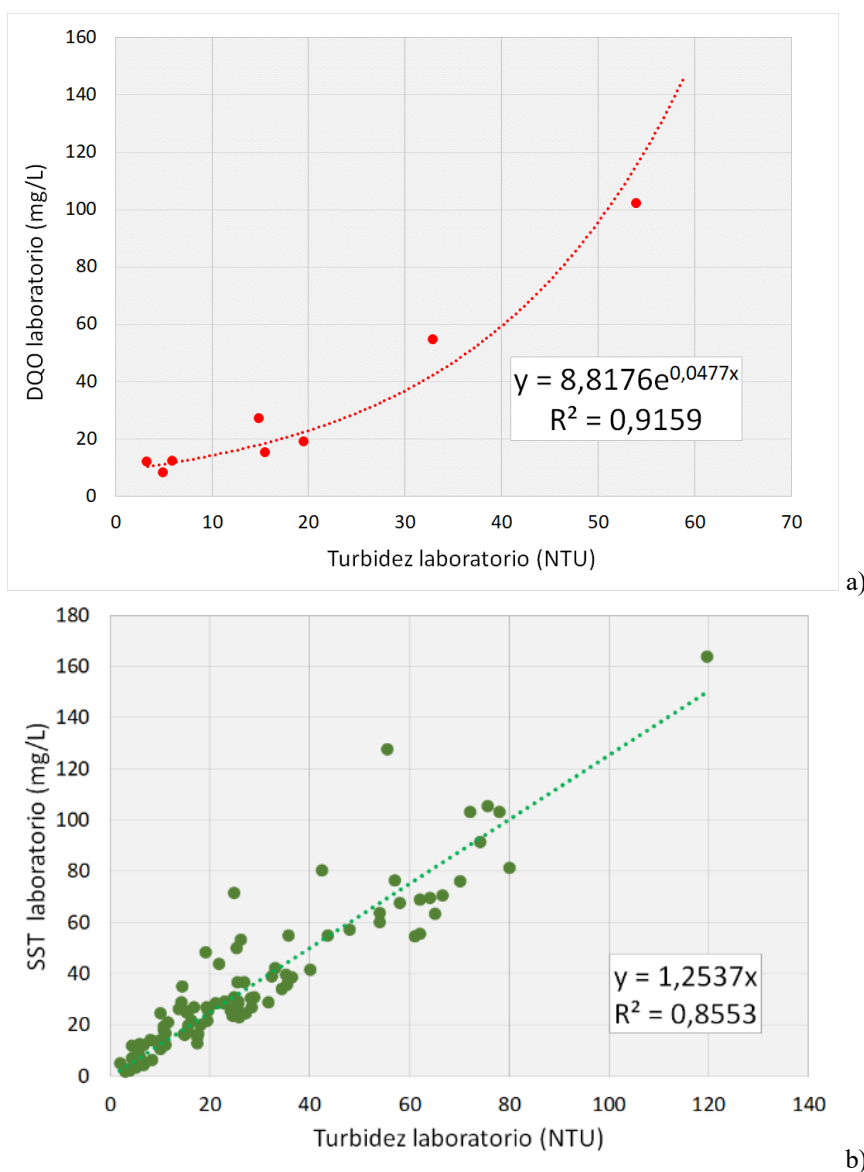 160
140
120
100
80
60
40
20
0
DQO laboratorio (mg/L)
y = 8,8176e^0,0477x
R² = 0,9159
0 10 20 30 40 50 60 70
Turbidez laboratorio (NTU)
a)
180
160
140
120
100
80
60
40
20
0
SST laboratorio (mg/L)
y = 1,2537x
R² = 0,8553
0 20 40 60 80 100 120 140
Turbidez laboratorio (NTU)
b)